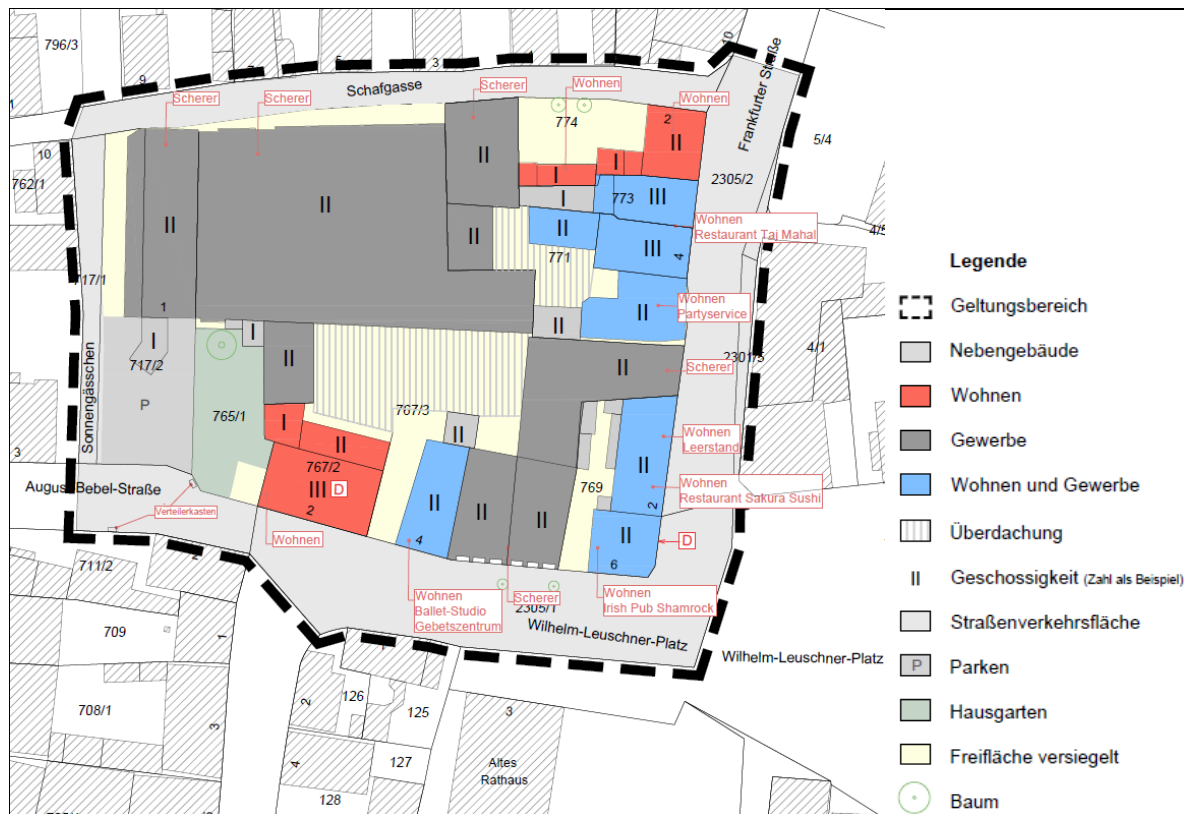 796/3
9
5
3
10
Schafgasse
Frankfurter Straße
Scherer
Scherer
Scherer
Wohnen
Wohnen
774
2
II
5/4
10
762/1
I
I
2305/2
II
II
II
I
773
III
II
II
Wohnen
Restaurant Taj Mahal
771
III
4
717/1
Wohnen
Partyservice
1
I
I
II
II
717/2
II
II
2301/5
4/1
Scherer
P
765/1
767/3
I
II
II
Wohnen
Leerstand
Sonnengässchen
767/2
II
III
D
2
II
II
II
769
Wohnen
Restaurant Sakura Sushi
2
3
August-Bebel-Straße
Verteilerkasten
Wohnen
4
II
6
D
711/2
2
Wohnen
Ballet-Studio
Gebetszentrum
Scherer
2305/1
Wohnen
Irish Pub Shamrock
Wilhelm-Leuschner-Platz
Wilhelm-Leuschner-Platz
709
1
708/1
3
2
126
125
3
4
127
128
Altes
Rathaus
Legende
Geltungsbereich
Nebengebäude
Wohnen
Gewerbe
Wohnen und Gewerbe
Überdachung
II Geschossigkeit (Zahl als Beispiel)
Straßenverkehrsfläche
P Parken
Hausgarten
Freifläche versiegelt
Baum